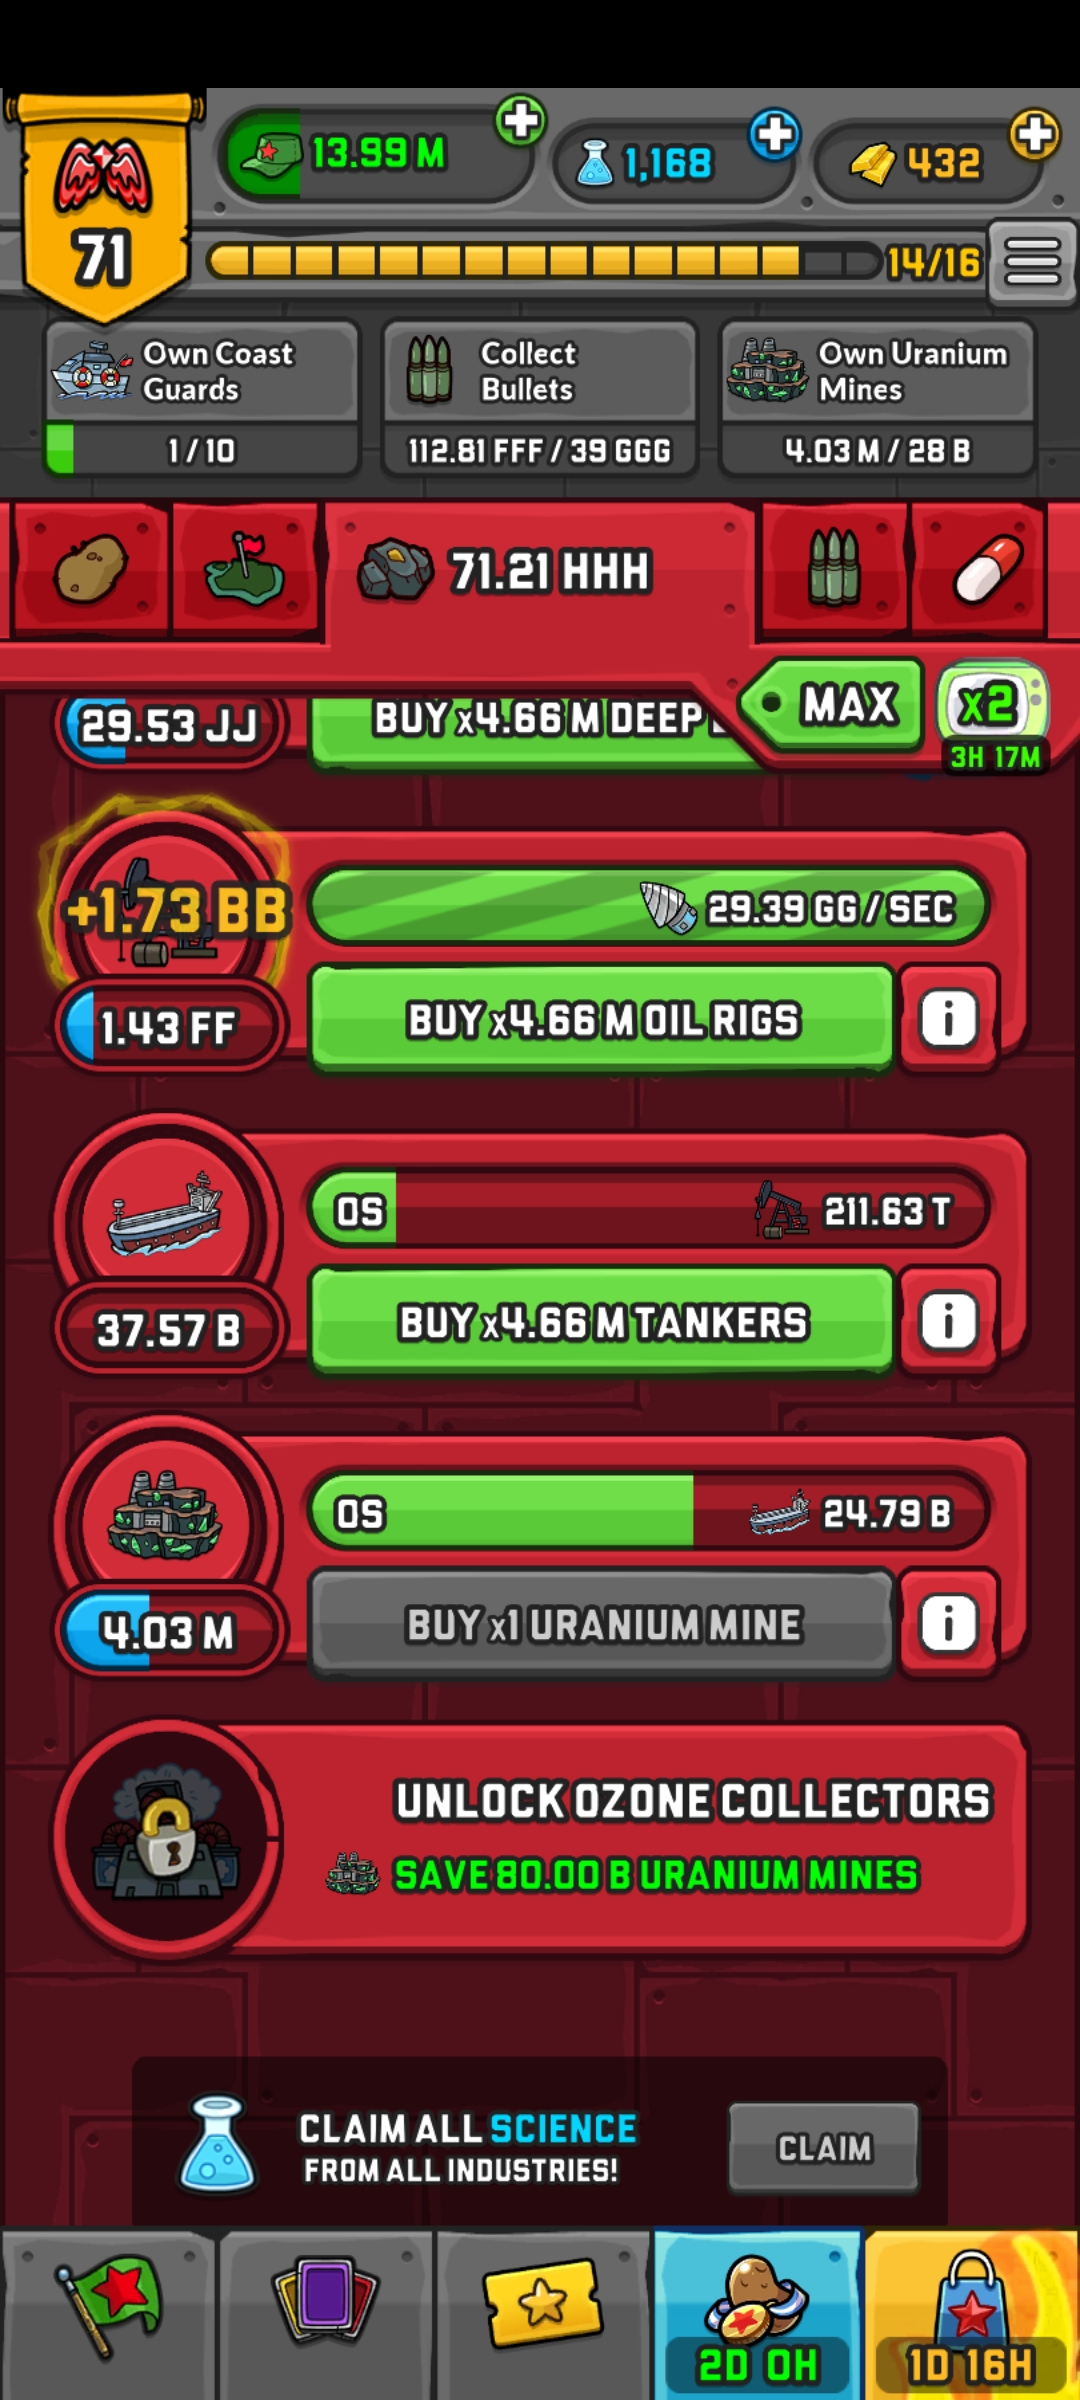 13.99 M
1,168
432
71
14/16
Own Coast
Guards
1 / 10
Collect
Bullets
112.81 FFF / 39 GGG
Own Uranium
Mines
4.03 M / 28 B
71.21 HHH
MAX
x2
3H 17M
29.53 JJ
BUY x4.66 M DEEP
+1.73 BB
29.39 GG / SEC
1.43 FF
BUY x4.66 M OIL RIGS
i
0S
211.63 T
37.57 B
BUY x4.66 M TANKERS
i
0S
24.79 B
4.03 M
BUY x1 URANIUM MINE
i
UNLOCK OZONE COLLECTORS
SAVE 80.00 B URANIUM MINES
CLAIM ALL SCIENCE
FROM ALL INDUSTRIES!
CLAIM
2D 0H
1D 16H